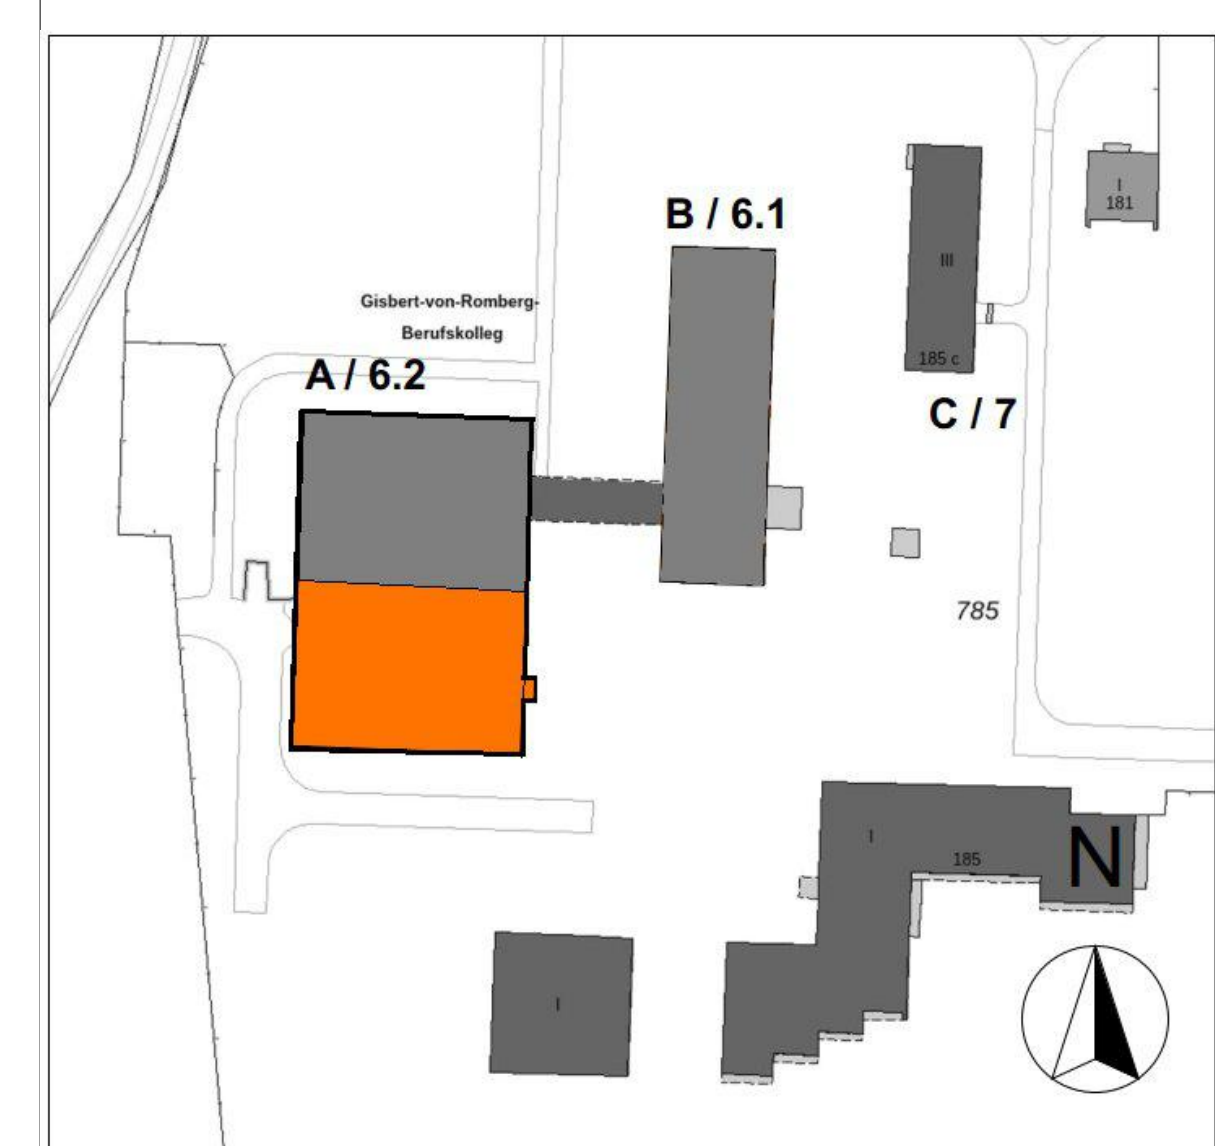 I
181
B / 6.1
III
Gisbert-von-Romberg-
Berufskolleg
185 c
A / 6.2
C / 7
785
I
185
N
I